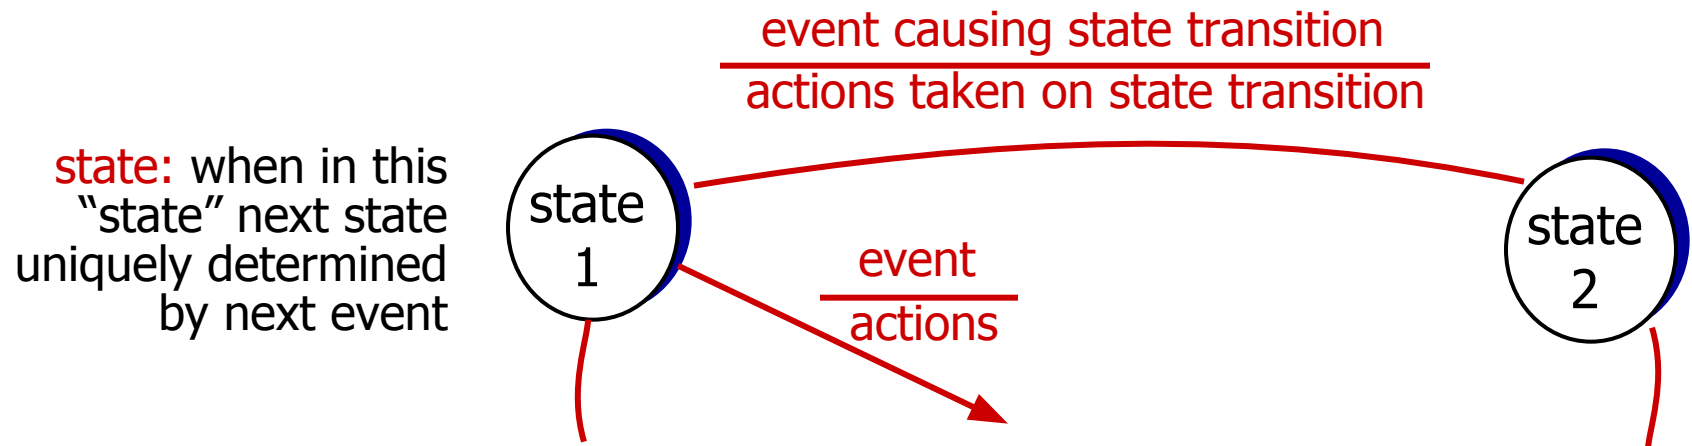 event causing state transition
actions taken on state transition
state: when in this
“state” next state
uniquely determined
by next event
state
1
event
actions
state
2